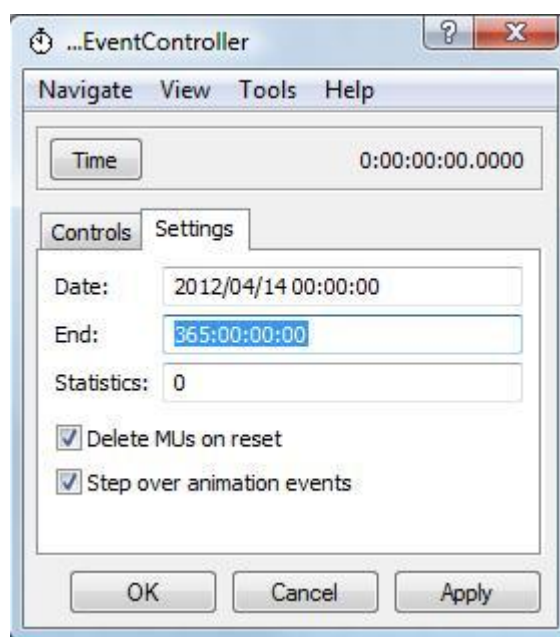 ...EventController
Navigate View Tools Help
Time 0:00:00:00.0000
Controls Settings
Date: 2012/04/14 00:00:00
End: 365:00:00:00
Statistics: 0
Delete MUs on reset
Step over animation events
OK Cancel Apply